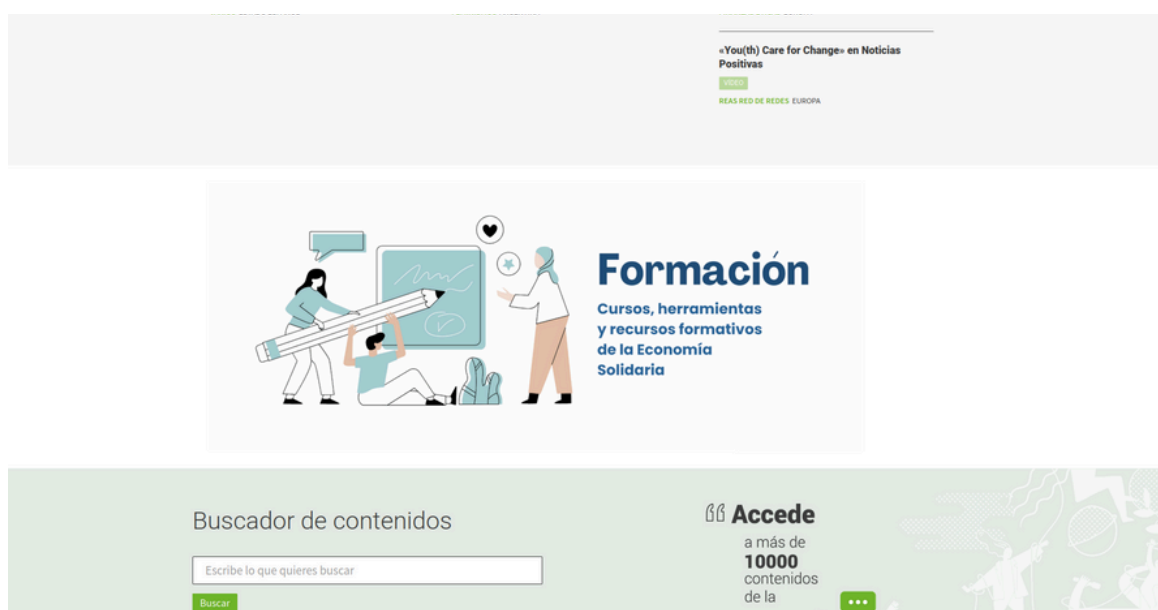 «You(th) Care for Change» en Noticias
Positivas
VÍDEO
REAS RED DE REDES EUROPA
Formación
Cursos, herramientas
y recursos formativos
de la Economía
Solidaria
Buscador de contenidos
Escribe lo que quieres buscar
Buscar
Accede
a más de
10000
contenidos
de la